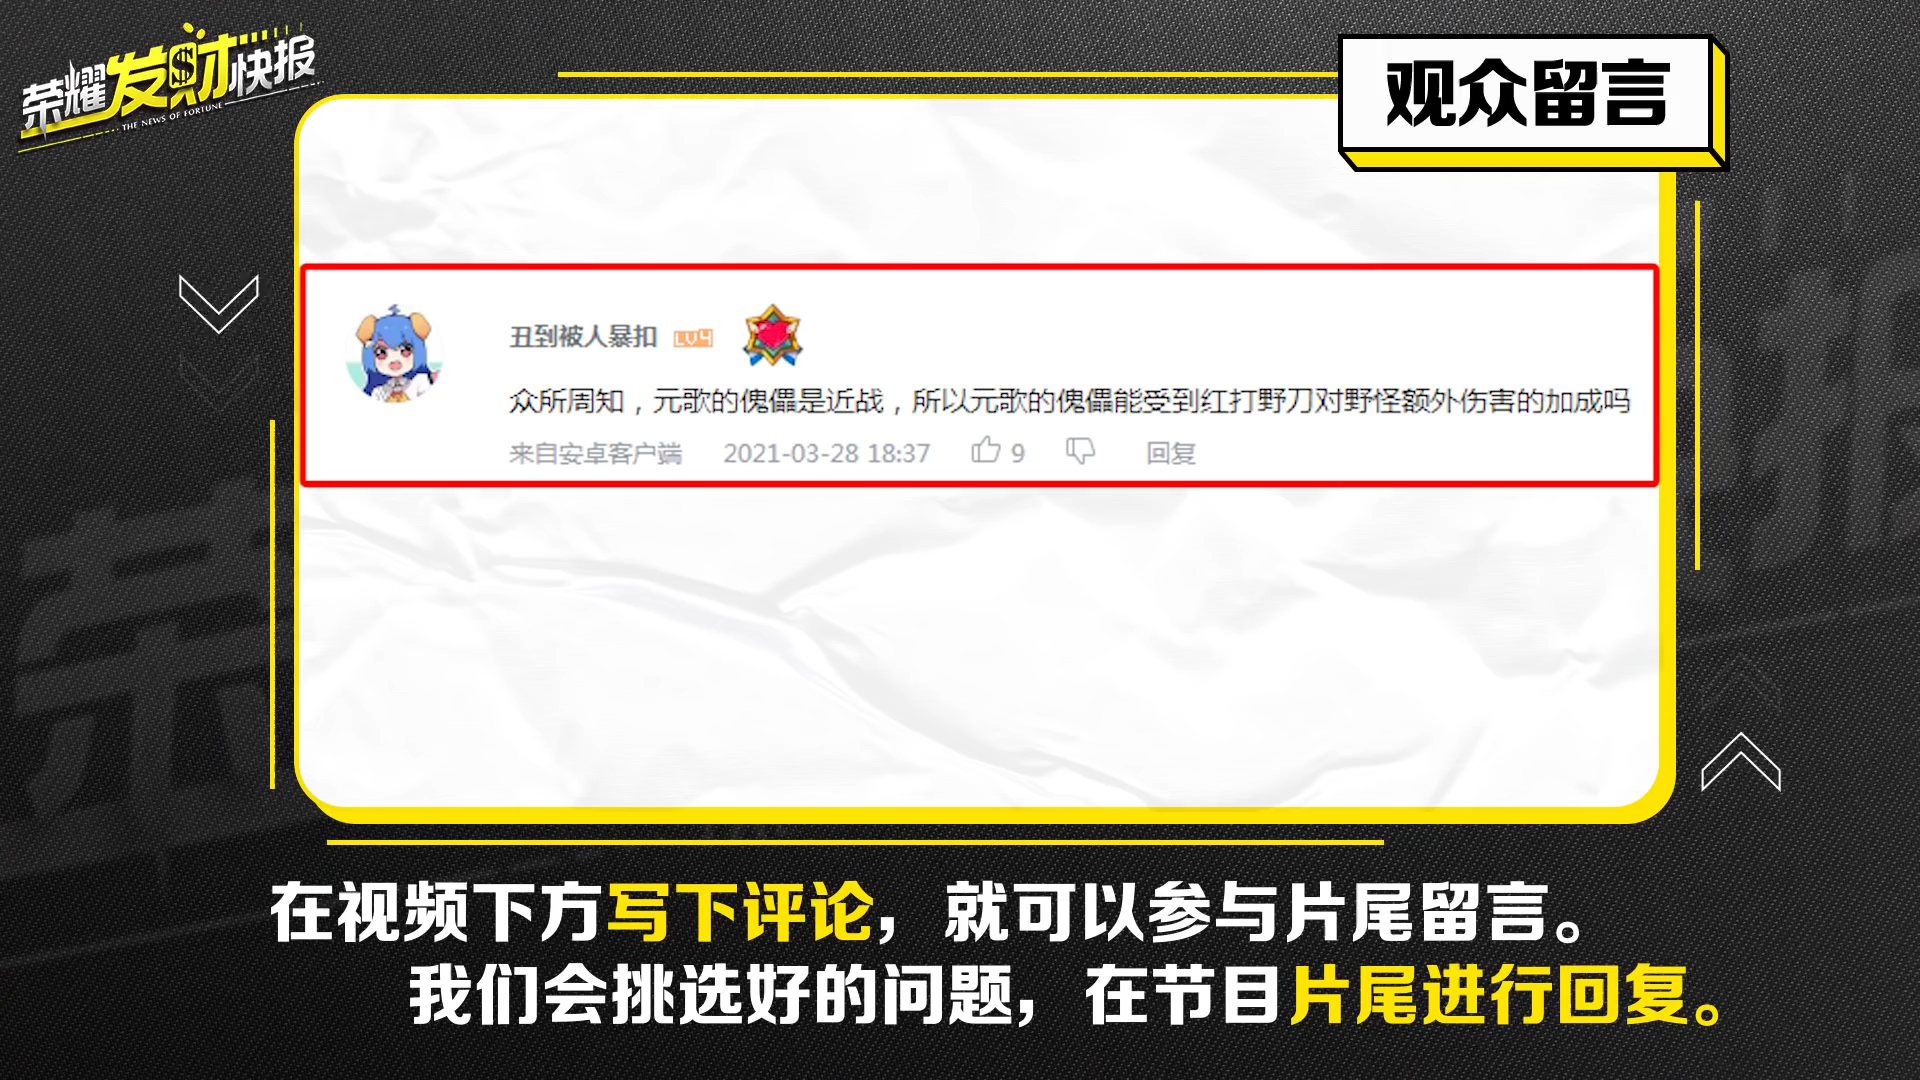 荣耀发财快报
THE NEWS OF FORTUNE
观众留言
丑到被人暴扣 LV4
众所周知，元歌的傀儡是近战，所以元歌的傀儡能受到红打野刀对野怪额外伤害的加成吗
来自安卓客户端 2021-03-28 18:37 9 回复
在视频下方写下评论，就可以参与片尾留言。
我们会挑选好的问题，在节目片尾进行回复。